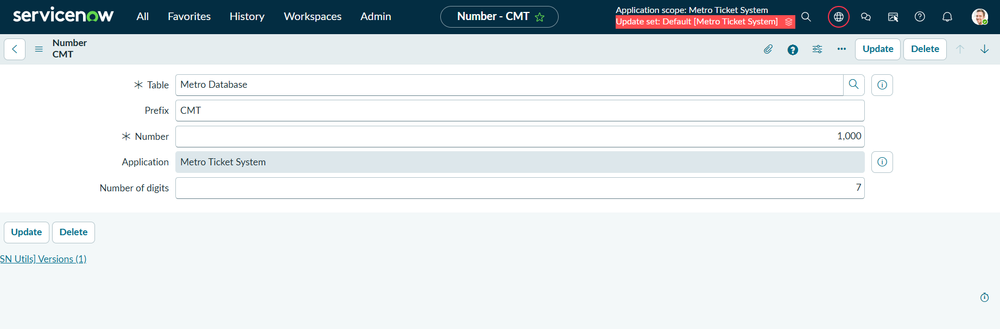 servicenow All Favorites History Workspaces Admin Number - CMT Application scope: Metro Ticket System
Update set: Default [Metro Ticket System]
Number
CMT
Update Delete
Table Metro Database
Prefix CMT
Number 1,000
Application Metro Ticket System
Number of digits 7
Update Delete
SN Utils] Versions (1)